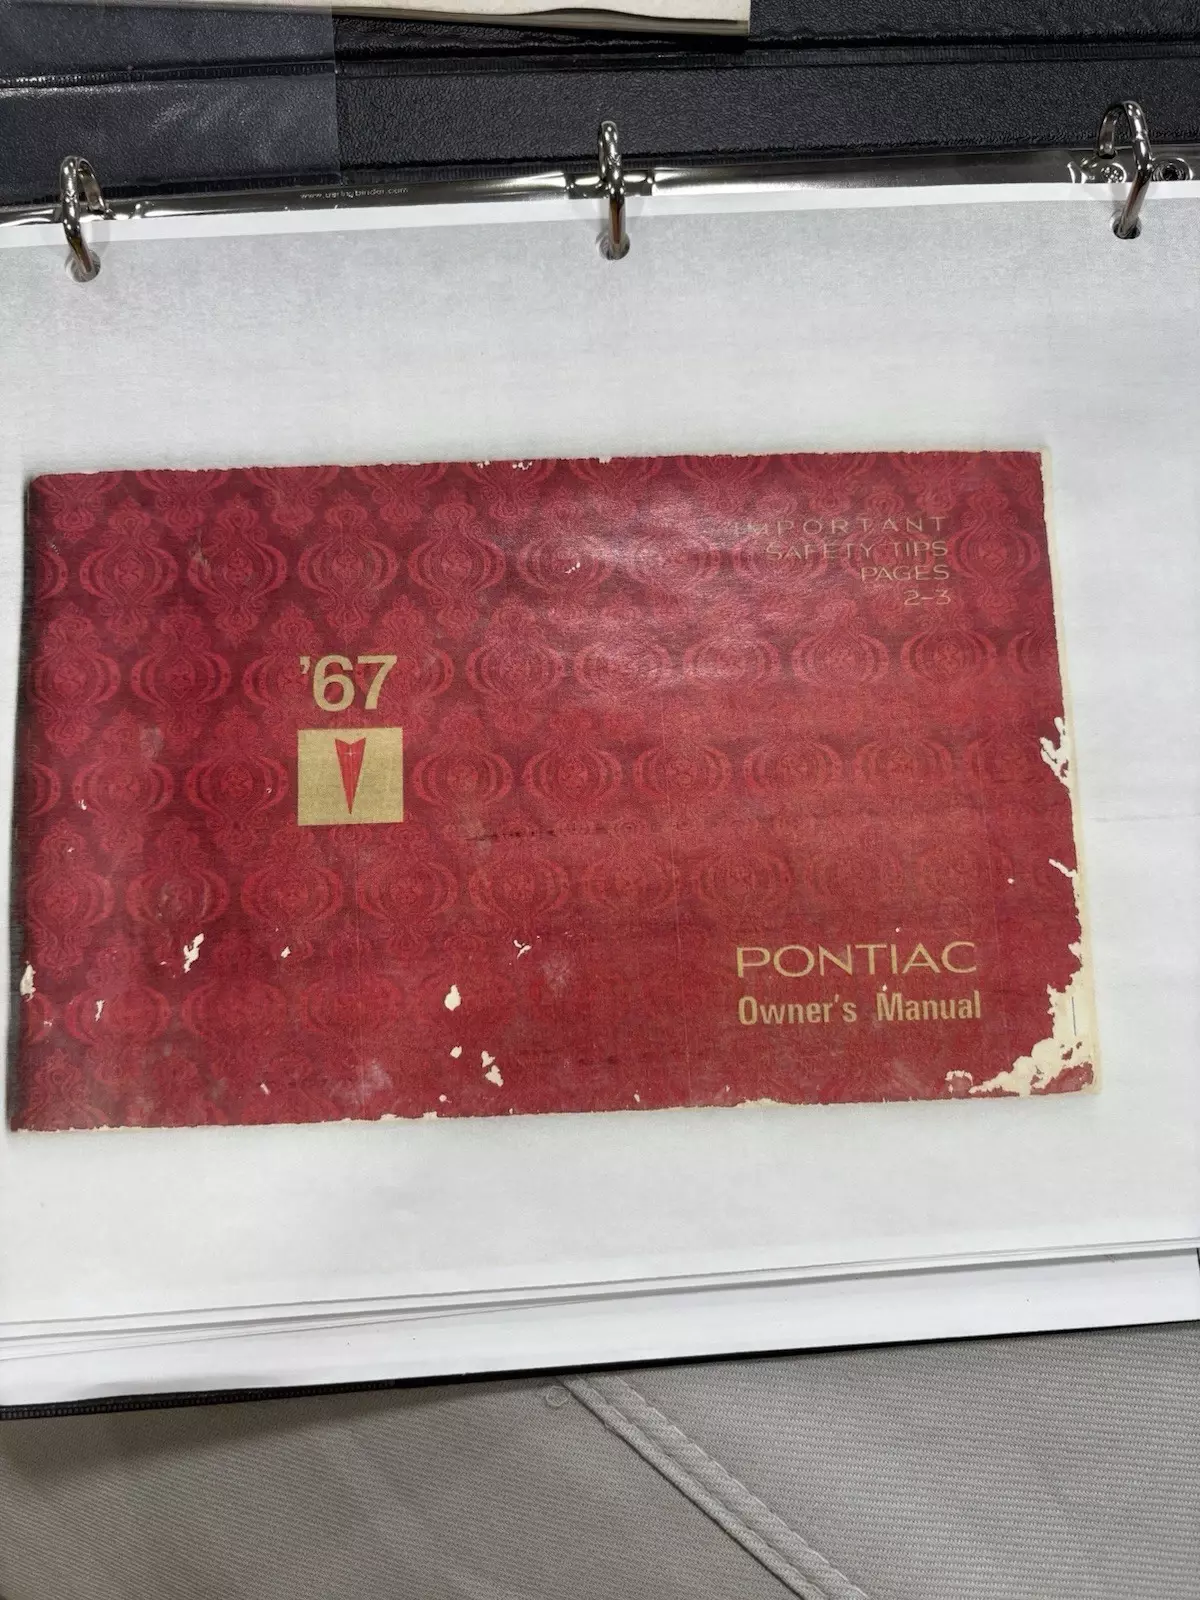 IMPORTANT
SAFETY TIPS
PAGES
2-3
'67
PONTIAC
Owner's Manual